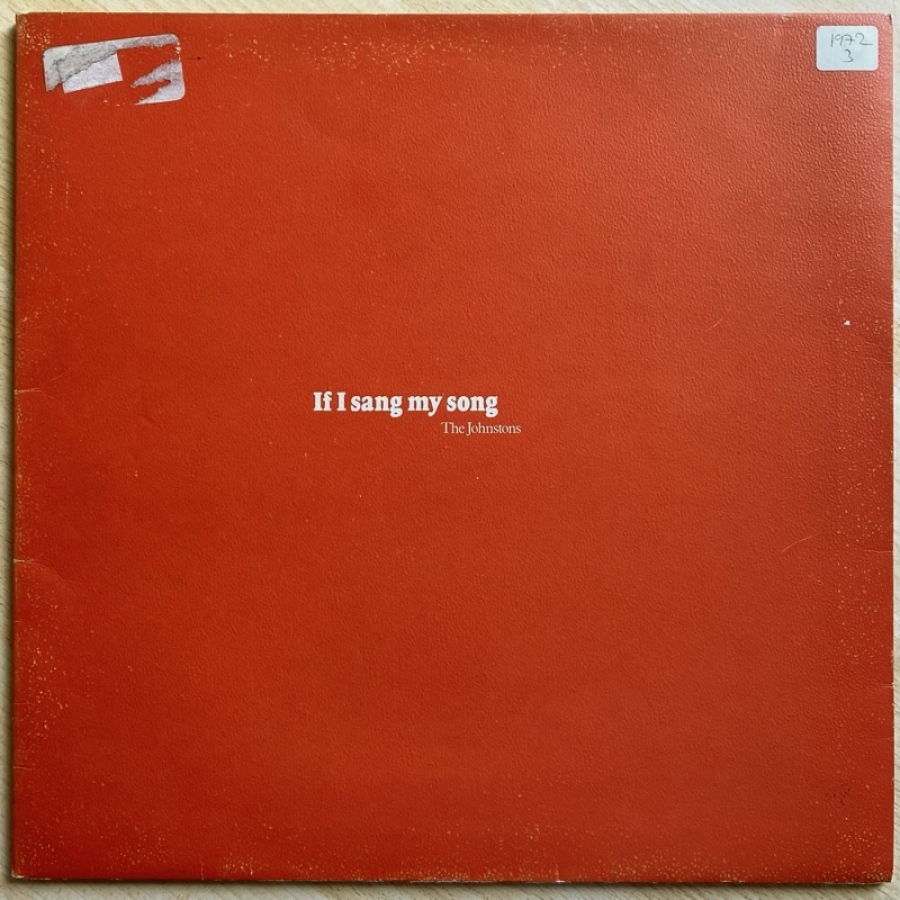 1972
3
If I sang my song
The Johnstons